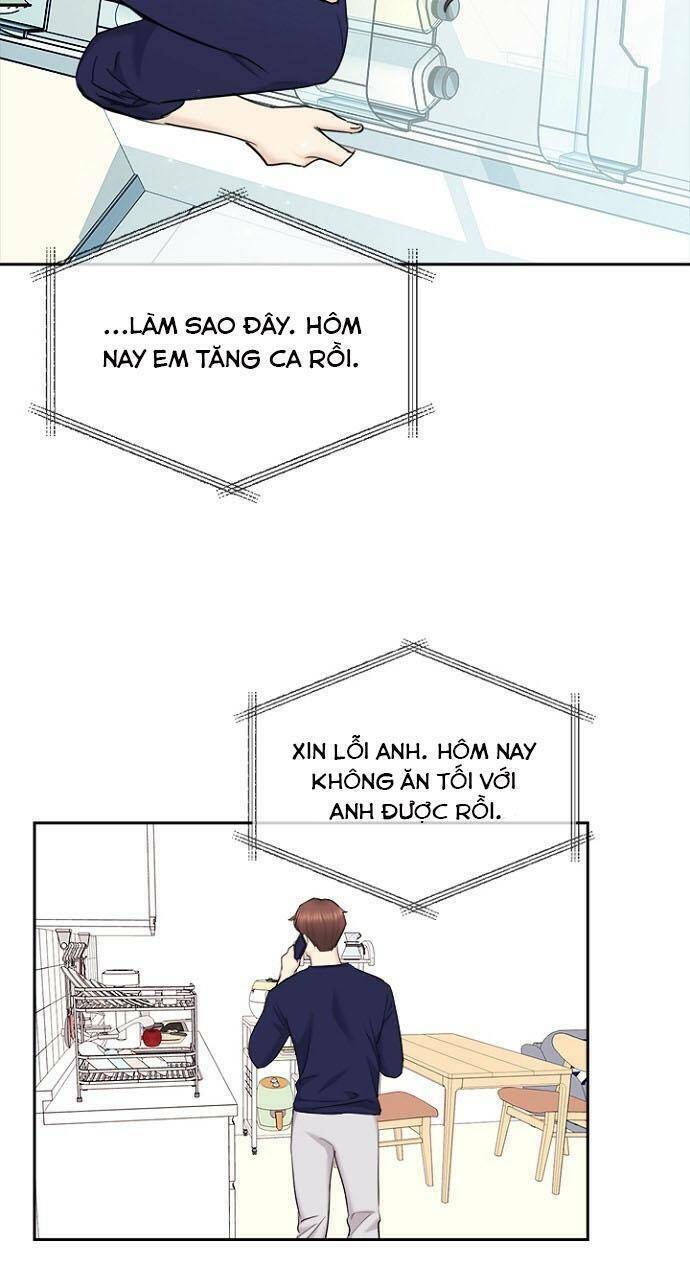 ...LÀM SAO ĐÂY. HÔM
NAY EM TĂNG CA RỒI.
XIN LỖI ANH. HÔM NAY
KHÔNG ĂN TỐI VỚI
ANH ĐƯỢC RỒI.